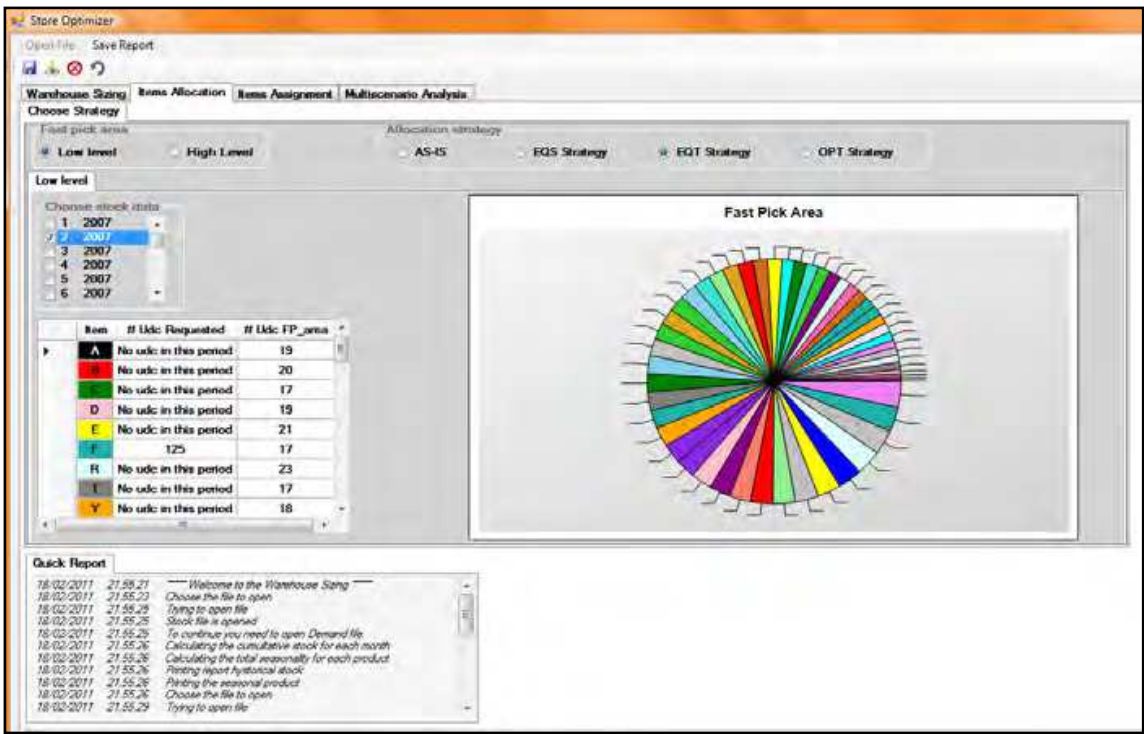 Store Optimizer
Open File Save Report
Warehouse Sizing Items Allocation Items Assignment Multiscenario Analysis
Choose Strategy
Fast pick area Allocation strategy
Low level High Level AS-IS EQS Strategy EQT Strategy OPT Strategy
Low level
Choose stock data
Fast Pick Area
1 2007
2 2007
3 2007
4 2007
5 2007
6 2007
Item # Udc Requested # Udc FP_area
A No udc in this period 19
B No udc in this period 20
C No udc in this period 17
D No udc in this period 19
E No udc in this period 21
F 125 17
R No udc in this period 23
No udc in this period 17
Y No udc in this period 18
Quick Report
18/02/2011 21.55.21 **** Welcome to the Warehouse Sizing ****
18/02/2011 21.55.23 Choose the file to open
18/02/2011 21.55.25 Trying to open file
18/02/2011 21.55.25 Stock file is opened
18/02/2011 21.55.25 To continue you need to open Demand file
18/02/2011 21.55.26 Calculating the cumultative stock for each month
18/02/2011 21.55.26 Calculating the total seasonality for each product
18/02/2011 21.55.26 Printing report hystorical stock
18/02/2011 21.55.26 Printing the seasonal product
18/02/2011 21.55.26 Choose the file to open
18/02/2011 21.55.29 Trying to open file